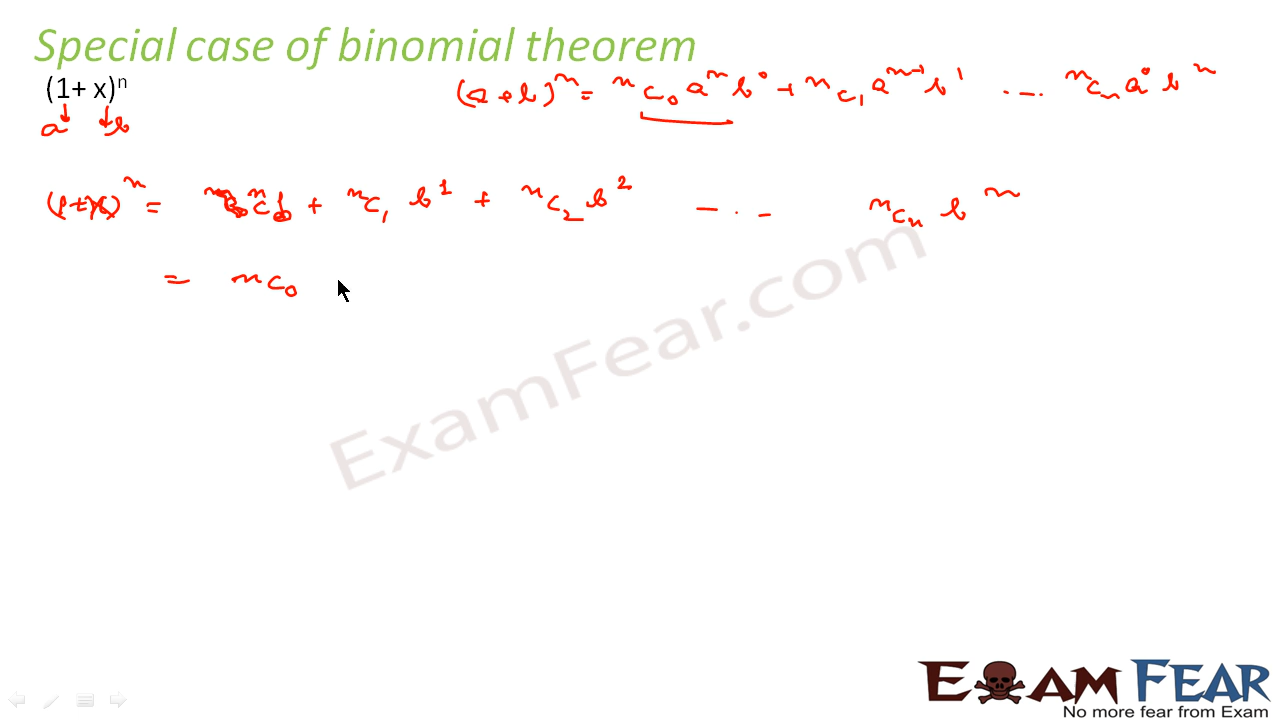 Special case of binomial theorem
(1+ x)ⁿ
(a + b)ⁿ = ⁿC₀ aⁿ b⁰ + ⁿC₁ aⁿ⁻¹ b¹ ..... ⁿCₙ a⁰ bⁿ
a b
(1+x)ⁿ = ⁿC₀ + ⁿC₁ b¹ + ⁿC₂ b² -..- ⁿCₙ bⁿ
= nC₀
ExamFear.com
EXAM FEAR
No more fear from Exam